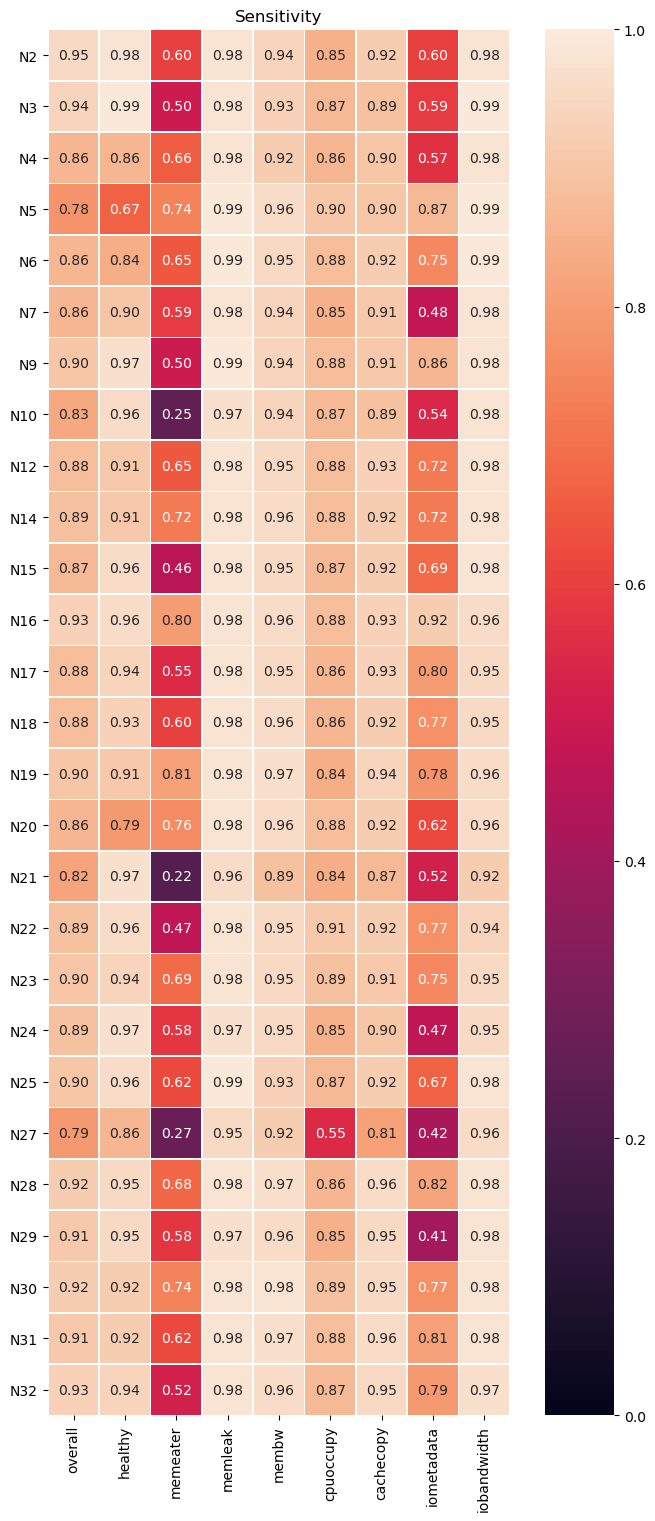 Sensitivity
N2 0.95 0.98 0.60 0.98 0.94 0.85 0.92 0.60 0.98
N3 0.94 0.99 0.50 0.98 0.93 0.87 0.89 0.59 0.99
N4 0.86 0.86 0.66 0.98 0.92 0.86 0.90 0.57 0.98
N5 0.78 0.67 0.74 0.99 0.96 0.90 0.90 0.87 0.99
N6 0.86 0.84 0.65 0.99 0.95 0.88 0.92 0.75 0.99
N7 0.86 0.90 0.59 0.98 0.94 0.85 0.91 0.48 0.98
N9 0.90 0.97 0.50 0.99 0.94 0.88 0.91 0.86 0.98
N10 0.83 0.96 0.25 0.97 0.94 0.87 0.89 0.54 0.98
N12 0.88 0.91 0.65 0.98 0.95 0.88 0.93 0.72 0.98
N14 0.89 0.91 0.72 0.98 0.96 0.88 0.92 0.72 0.98
N15 0.87 0.96 0.46 0.98 0.95 0.87 0.92 0.69 0.98
N16 0.93 0.96 0.80 0.98 0.96 0.88 0.93 0.92 0.96
N17 0.88 0.94 0.55 0.98 0.95 0.86 0.93 0.80 0.95
N18 0.88 0.93 0.60 0.98 0.96 0.86 0.92 0.77 0.95
N19 0.90 0.91 0.81 0.98 0.97 0.84 0.94 0.78 0.96
N20 0.86 0.79 0.76 0.98 0.96 0.88 0.92 0.62 0.96
N21 0.82 0.97 0.22 0.96 0.89 0.84 0.87 0.52 0.92
N22 0.89 0.96 0.47 0.98 0.95 0.91 0.92 0.77 0.94
N23 0.90 0.94 0.69 0.98 0.95 0.89 0.91 0.75 0.95
N24 0.89 0.97 0.58 0.97 0.95 0.85 0.90 0.47 0.95
N25 0.90 0.96 0.62 0.99 0.93 0.87 0.92 0.67 0.98
N27 0.79 0.86 0.27 0.95 0.92 0.55 0.81 0.42 0.96
N28 0.92 0.95 0.68 0.98 0.97 0.86 0.96 0.82 0.98
N29 0.91 0.95 0.58 0.97 0.96 0.85 0.95 0.41 0.98
N30 0.92 0.92 0.74 0.98 0.98 0.89 0.95 0.77 0.98
N31 0.91 0.92 0.62 0.98 0.97 0.88 0.96 0.81 0.98
N32 0.93 0.94 0.52 0.98 0.96 0.87 0.95 0.79 0.97
overall
healthy
memeater
memleak
membw
cpuoccupy
cachecopy
iometadata
iobandwidth
1.0
0.8
0.6
0.4
0.2
0.0